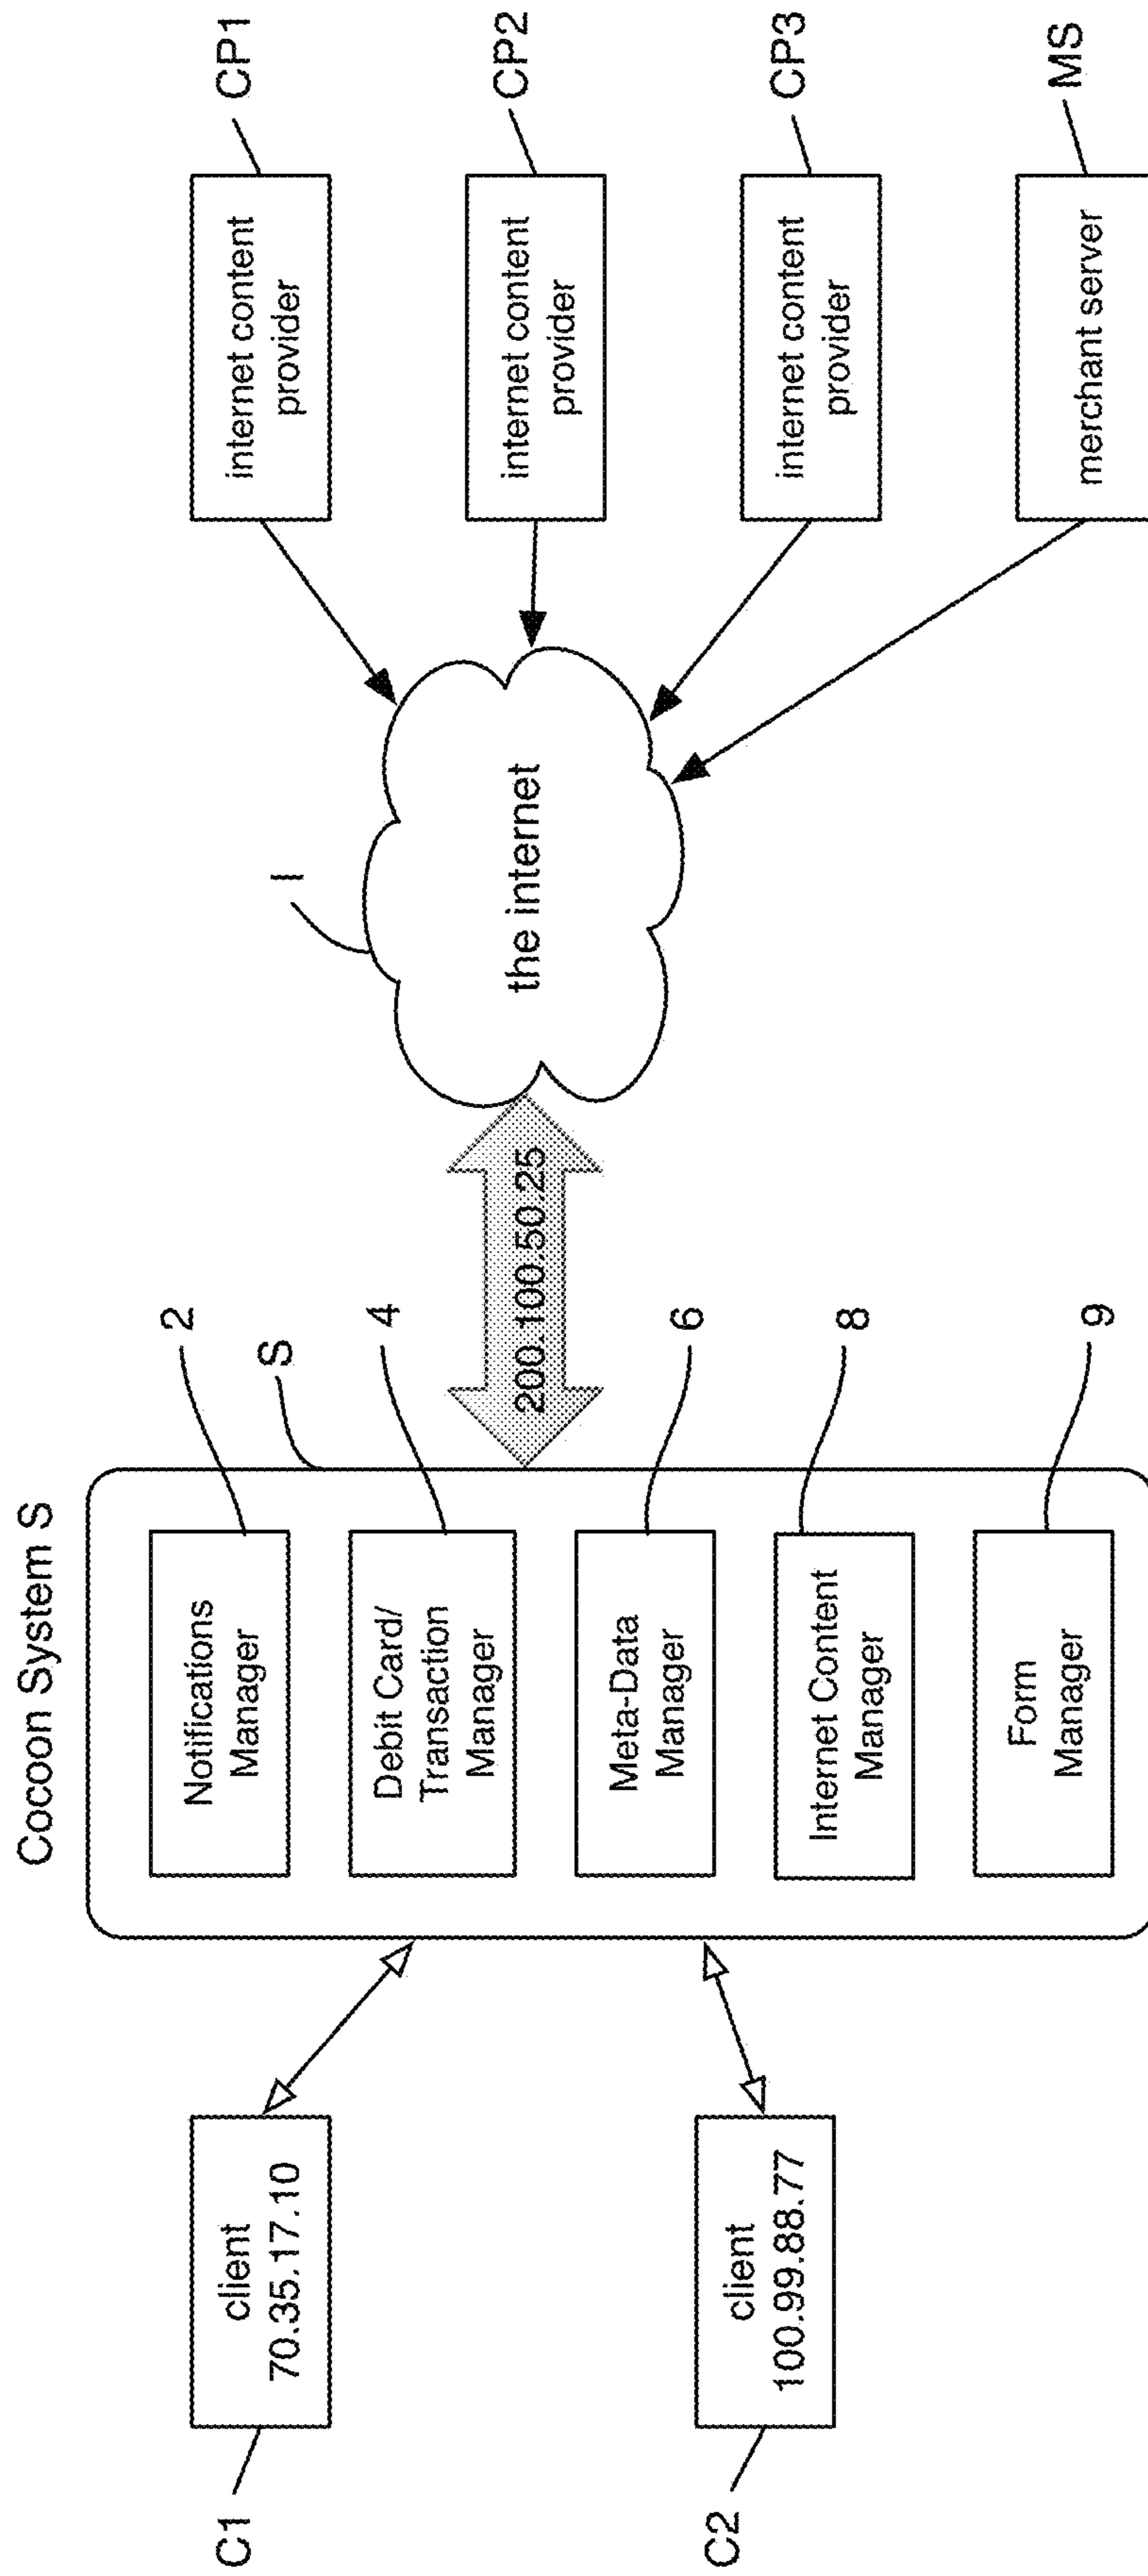 Cocoon System S
C1
client
70.35.17.10
C2
client
100.99.88.77
Notifications
Manager
2
S
Debit Card/
Transaction
Manager
4
Meta-Data
Manager
6
Internet Content
Manager
8
Form
Manager
9
200.100.50.25
I
the internet
internet content
provider
CP1
internet content
provider
CP2
internet content
provider
CP3
merchant server
MS